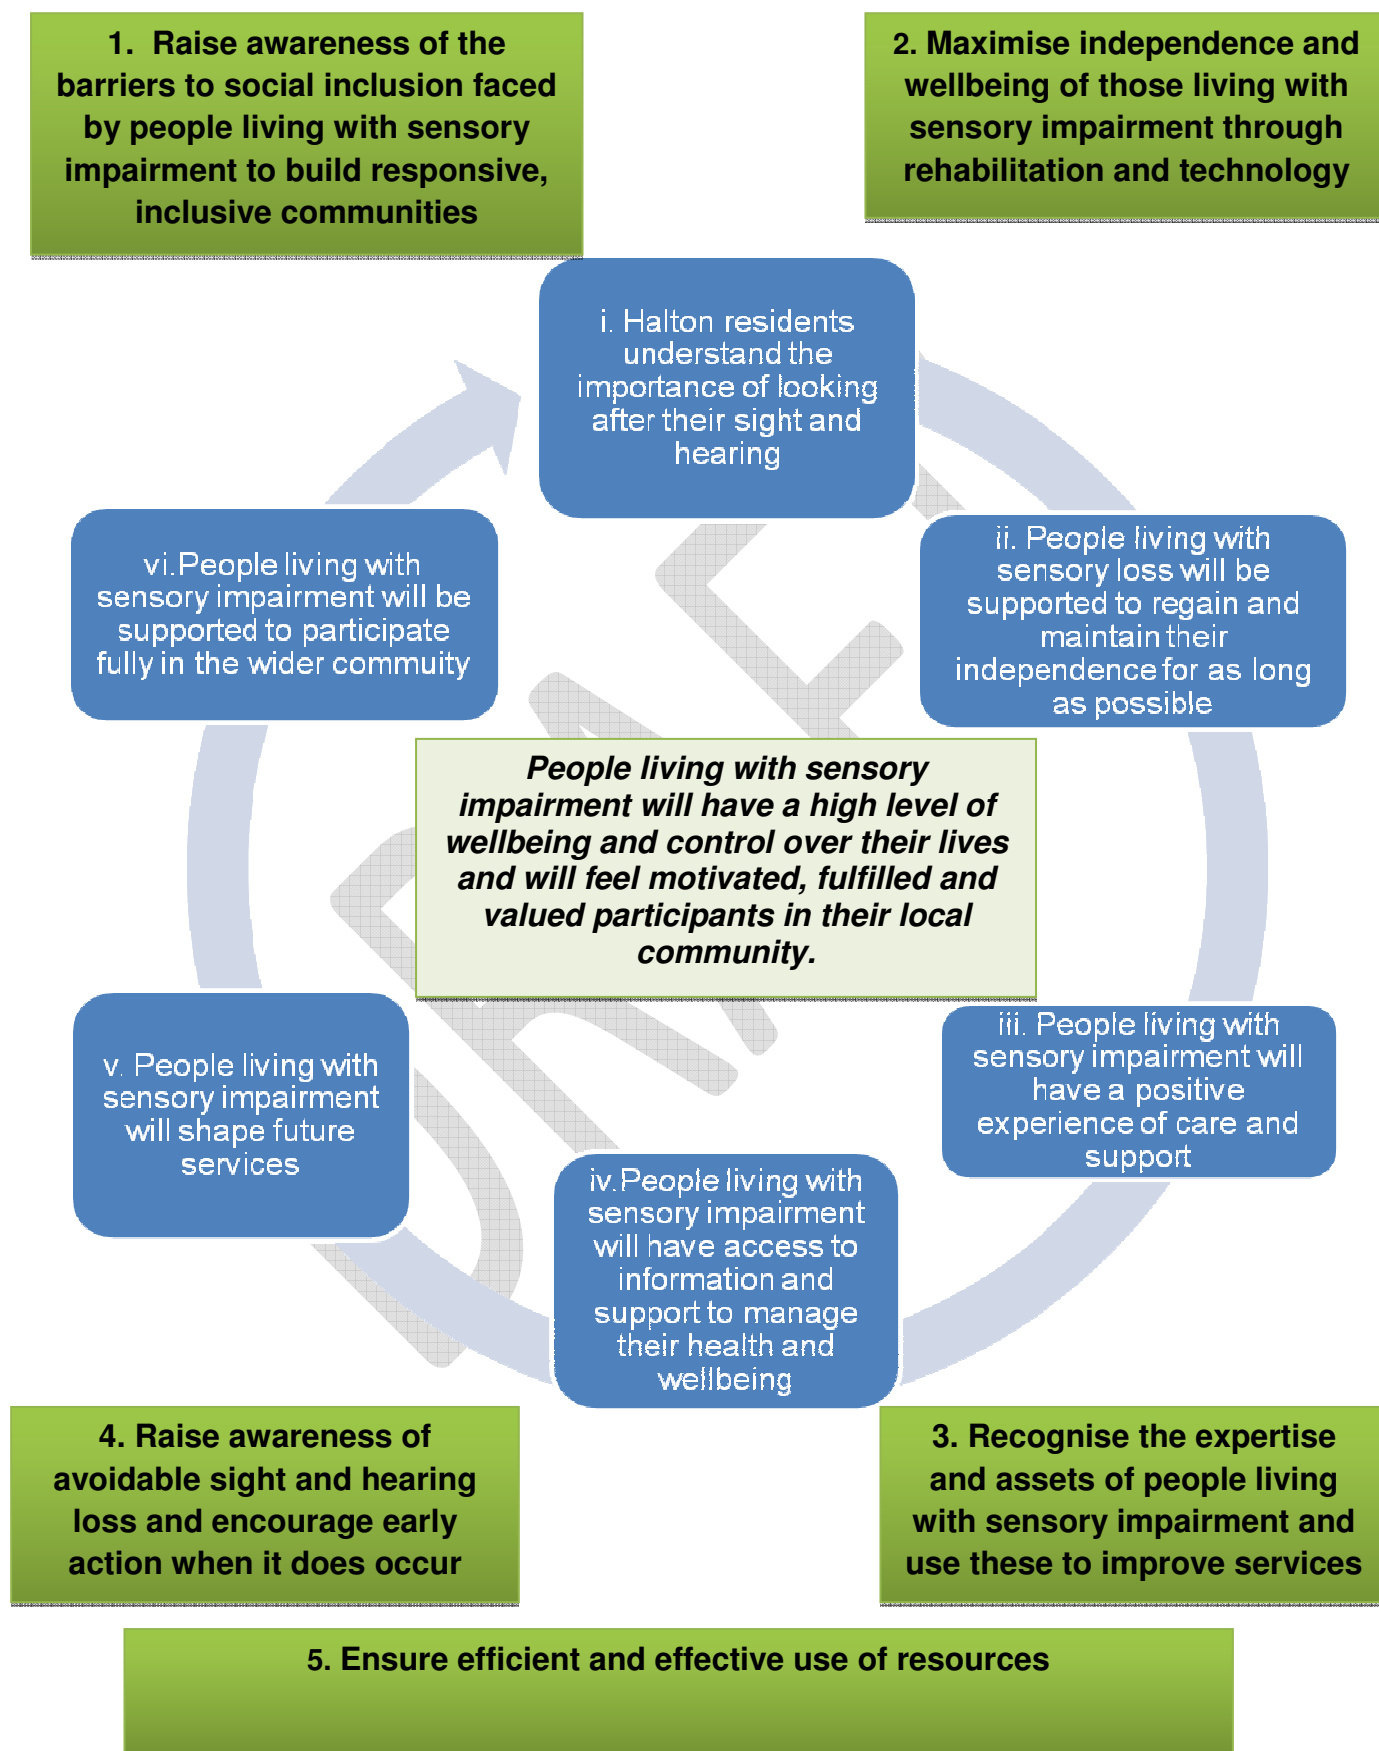 1. Raise awareness of the
barriers to social inclusion faced
by people living with sensory
impairment to build responsive,
inclusive communities
2. Maximise independence and
wellbeing of those living with
sensory impairment through
rehabilitation and technology
i. Halton residents
understand the
importance of looking
after their sight and
hearing
ii. People living with
sensory loss will be
supported to regain and
maintain their
independence for as long
as possible
iii. People living with
sensory impairment will
have a positive
experience of care and
support
iv.People living with
sensory impairment
will have access to
information and
support to manage
their health and
wellbeing
v. People living with
sensory impairment
will shape future
services
vi.People living with
sensory impairment will be
supported to participate
fully in the wider commuity
People living with sensory
impairment will have a high level of
wellbeing and control over their lives
and will feel motivated, fulfilled and
valued participants in their local
community.
4. Raise awareness of
avoidable sight and hearing
loss and encourage early
action when it does occur
3. Recognise the expertise
and assets of people living
with sensory impairment and
use these to improve services
5. Ensure efficient and effective use of resources
DRAFT